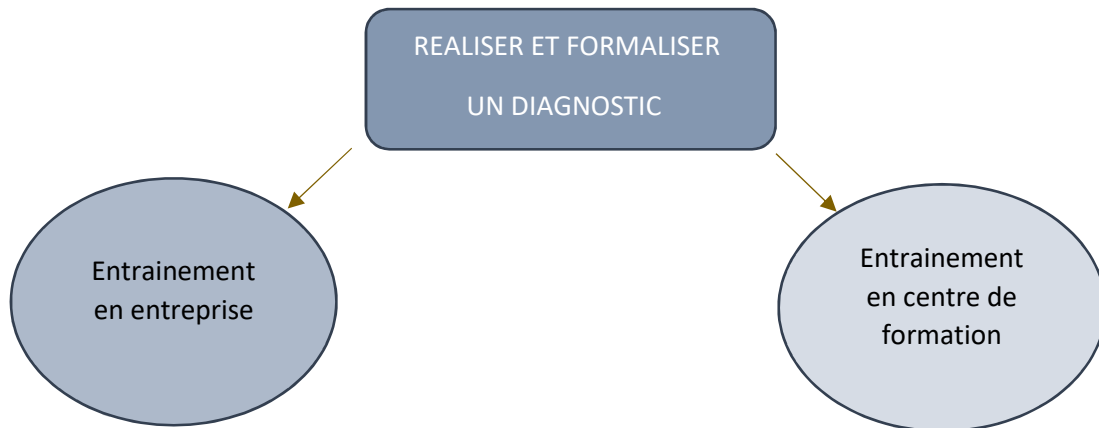 REALISER ET FORMALISER
UN DIAGNOSTIC
Entrainement
en entreprise
Entrainement
en centre de
formation